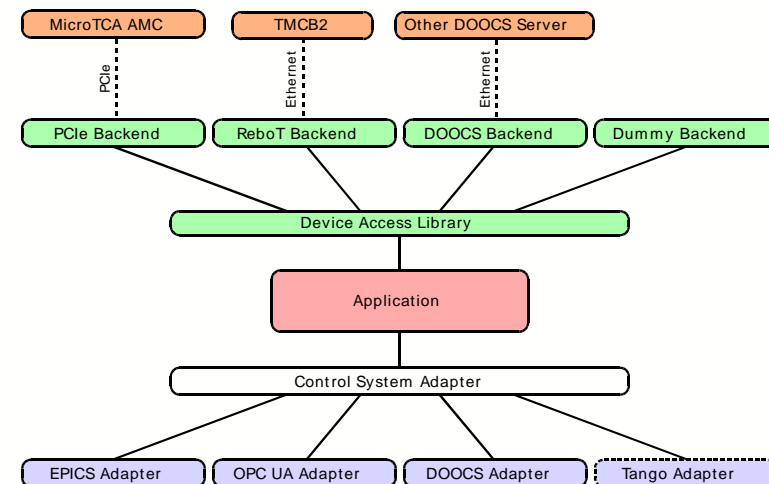 MicroTCA AMC
TMCB2
Other DOOCS Server
PCIe
Ethernet
Ethernet
PCIe Backend
ReboT Backend
DOOCS Backend
Dummy Backend
Device Access Library
Application
Control System Adapter
EPICS Adapter
OPC UA Adapter
DOOCS Adapter
Tango Adapter